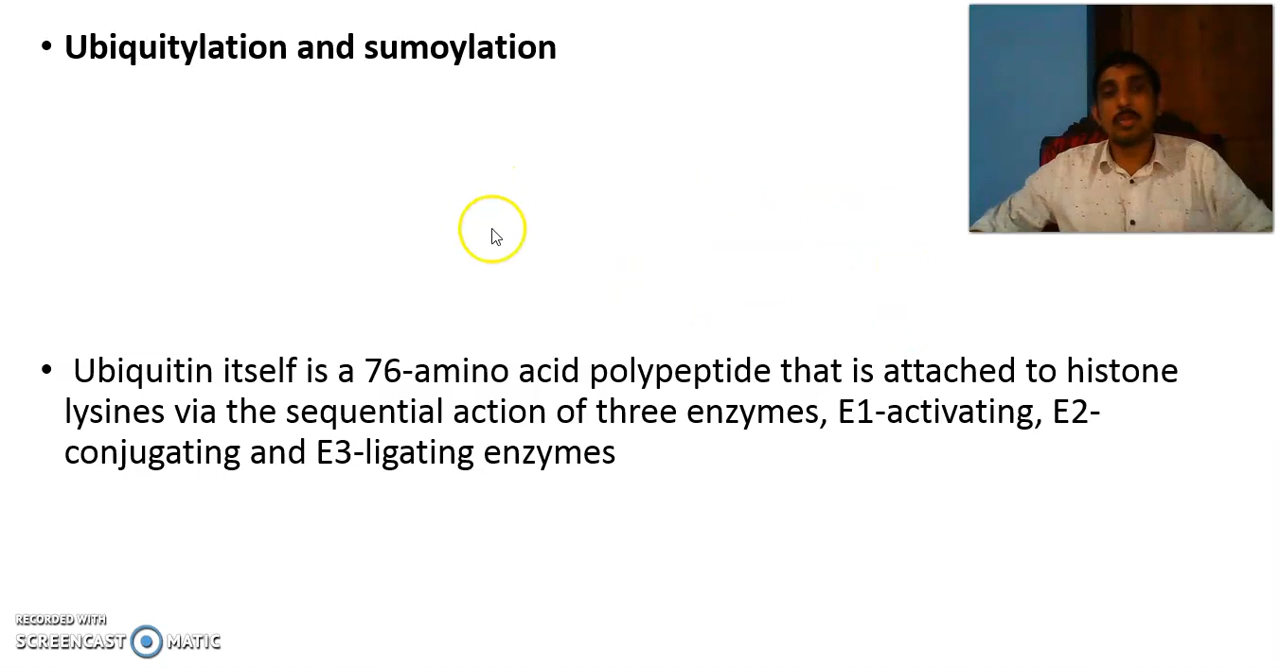 • Ubiquitylation and sumoylation
• Ubiquitin itself is a 76-amino acid polypeptide that is attached to histone
lysines via the sequential action of three enzymes, E1-activating, E2-
conjugating and E3-ligating enzymes
RECORDED WITH
SCREENCAST MATIC